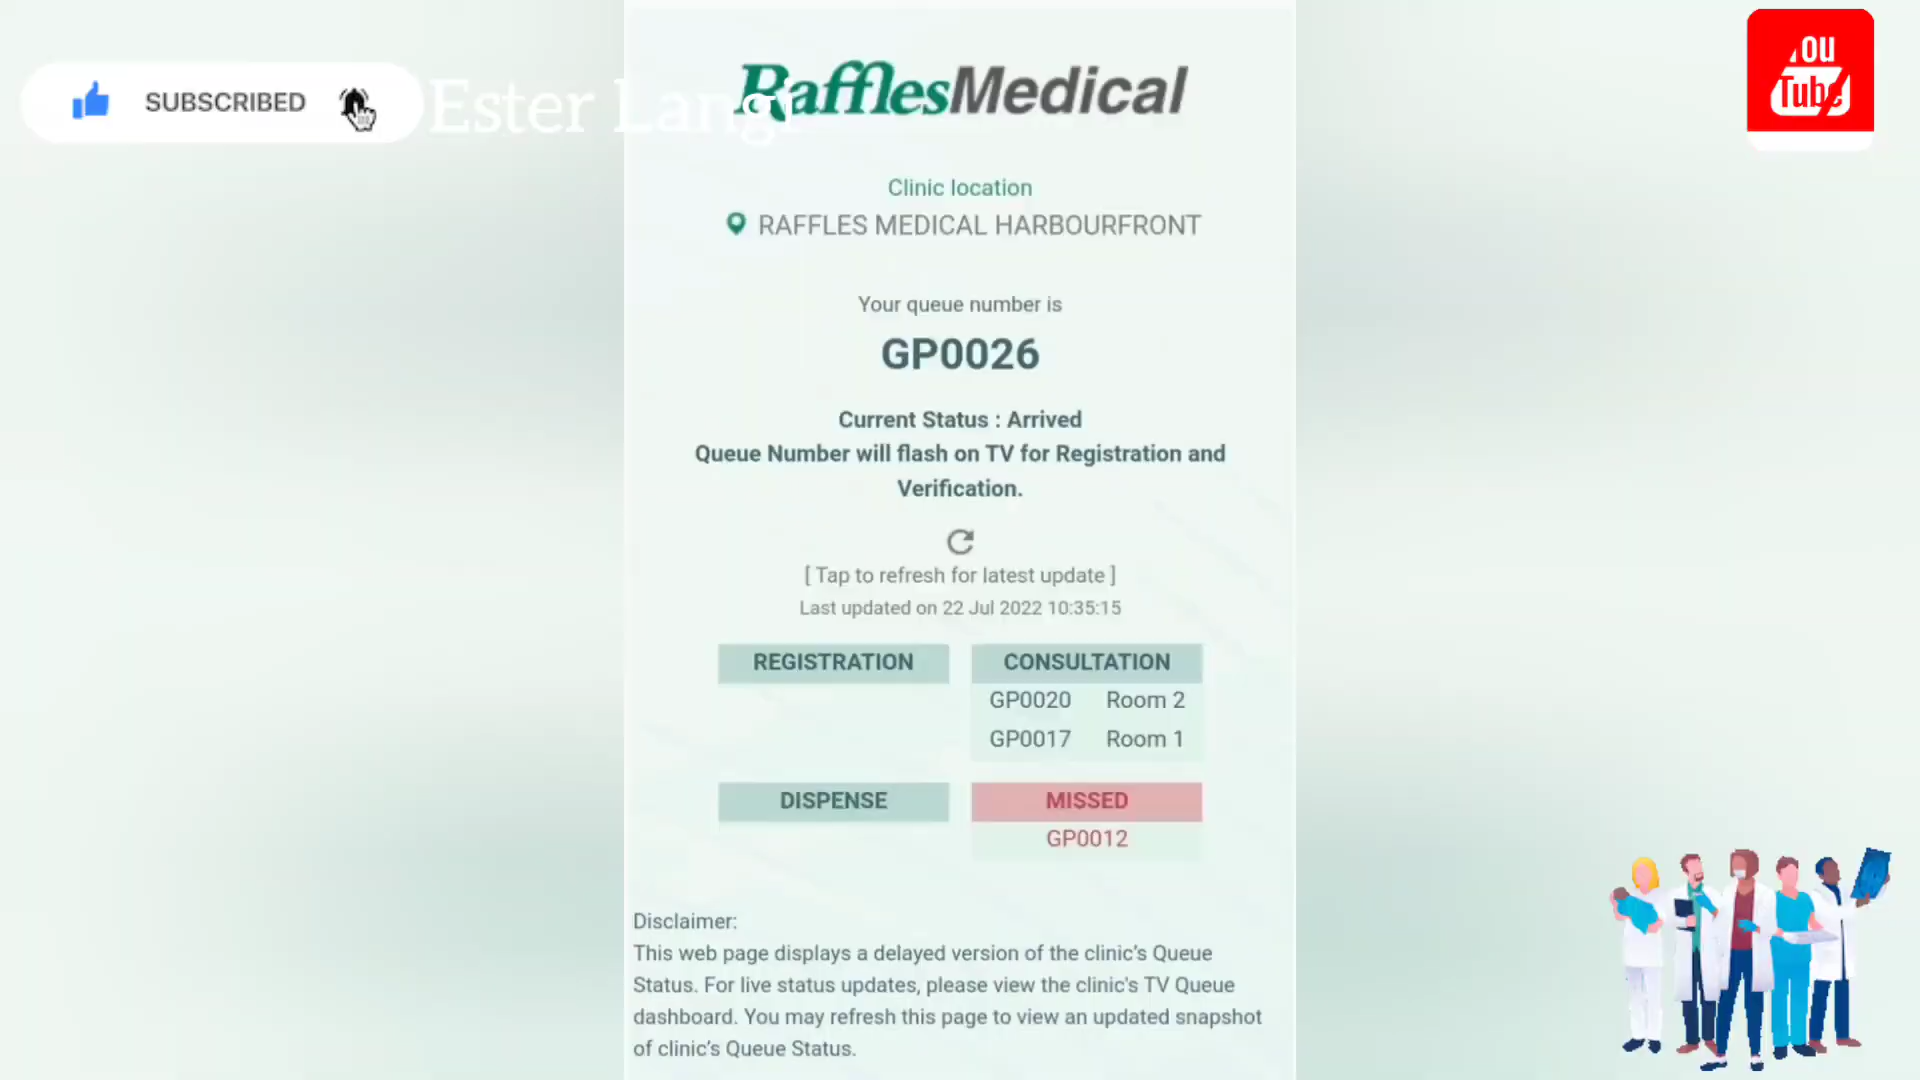 SUBSCRIBED
Ester Langi
You
Tube
RafflesMedical
Clinic location
RAFFLES MEDICAL HARBOURFRONT
Your queue number is
GP0026
Current Status : Arrived
Queue Number will flash on TV for Registration and
Verification.
[ Tap to refresh for latest update ]
Last updated on 22 Jul 2022 10:35:15
REGISTRATION
CONSULTATION
GP0020 Room 2
GP0017 Room 1
DISPENSE
MISSED
GP0012
Disclaimer:
This web page displays a delayed version of the clinic's Queue
Status. For live status updates, please view the clinic's TV Queue
dashboard. You may refresh this page to view an updated snapshot
of clinic's Queue Status.